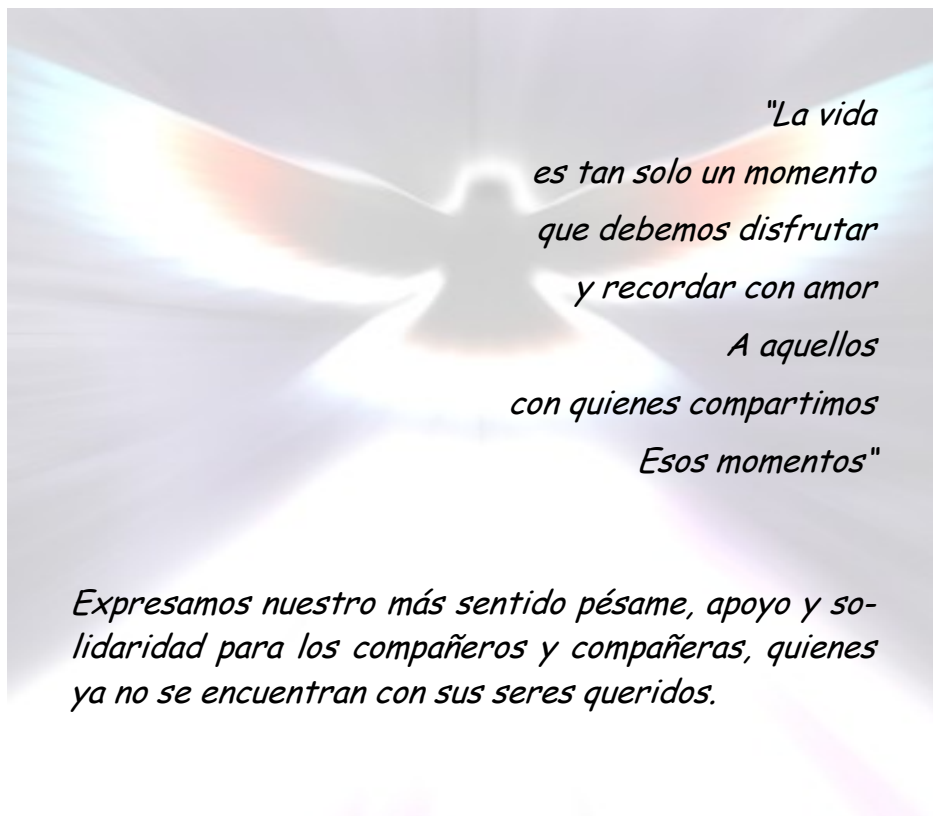 "La vida
es tan solo un momento
que debemos disfrutar
y recordar con amor
A aquellos
con quienes compartimos
Esos momentos"
Expresamos nuestro más sentido pésame, apoyo y so-
lidaridad para los compañeros y compañeras, quienes
ya no se encuentran con sus seres queridos.